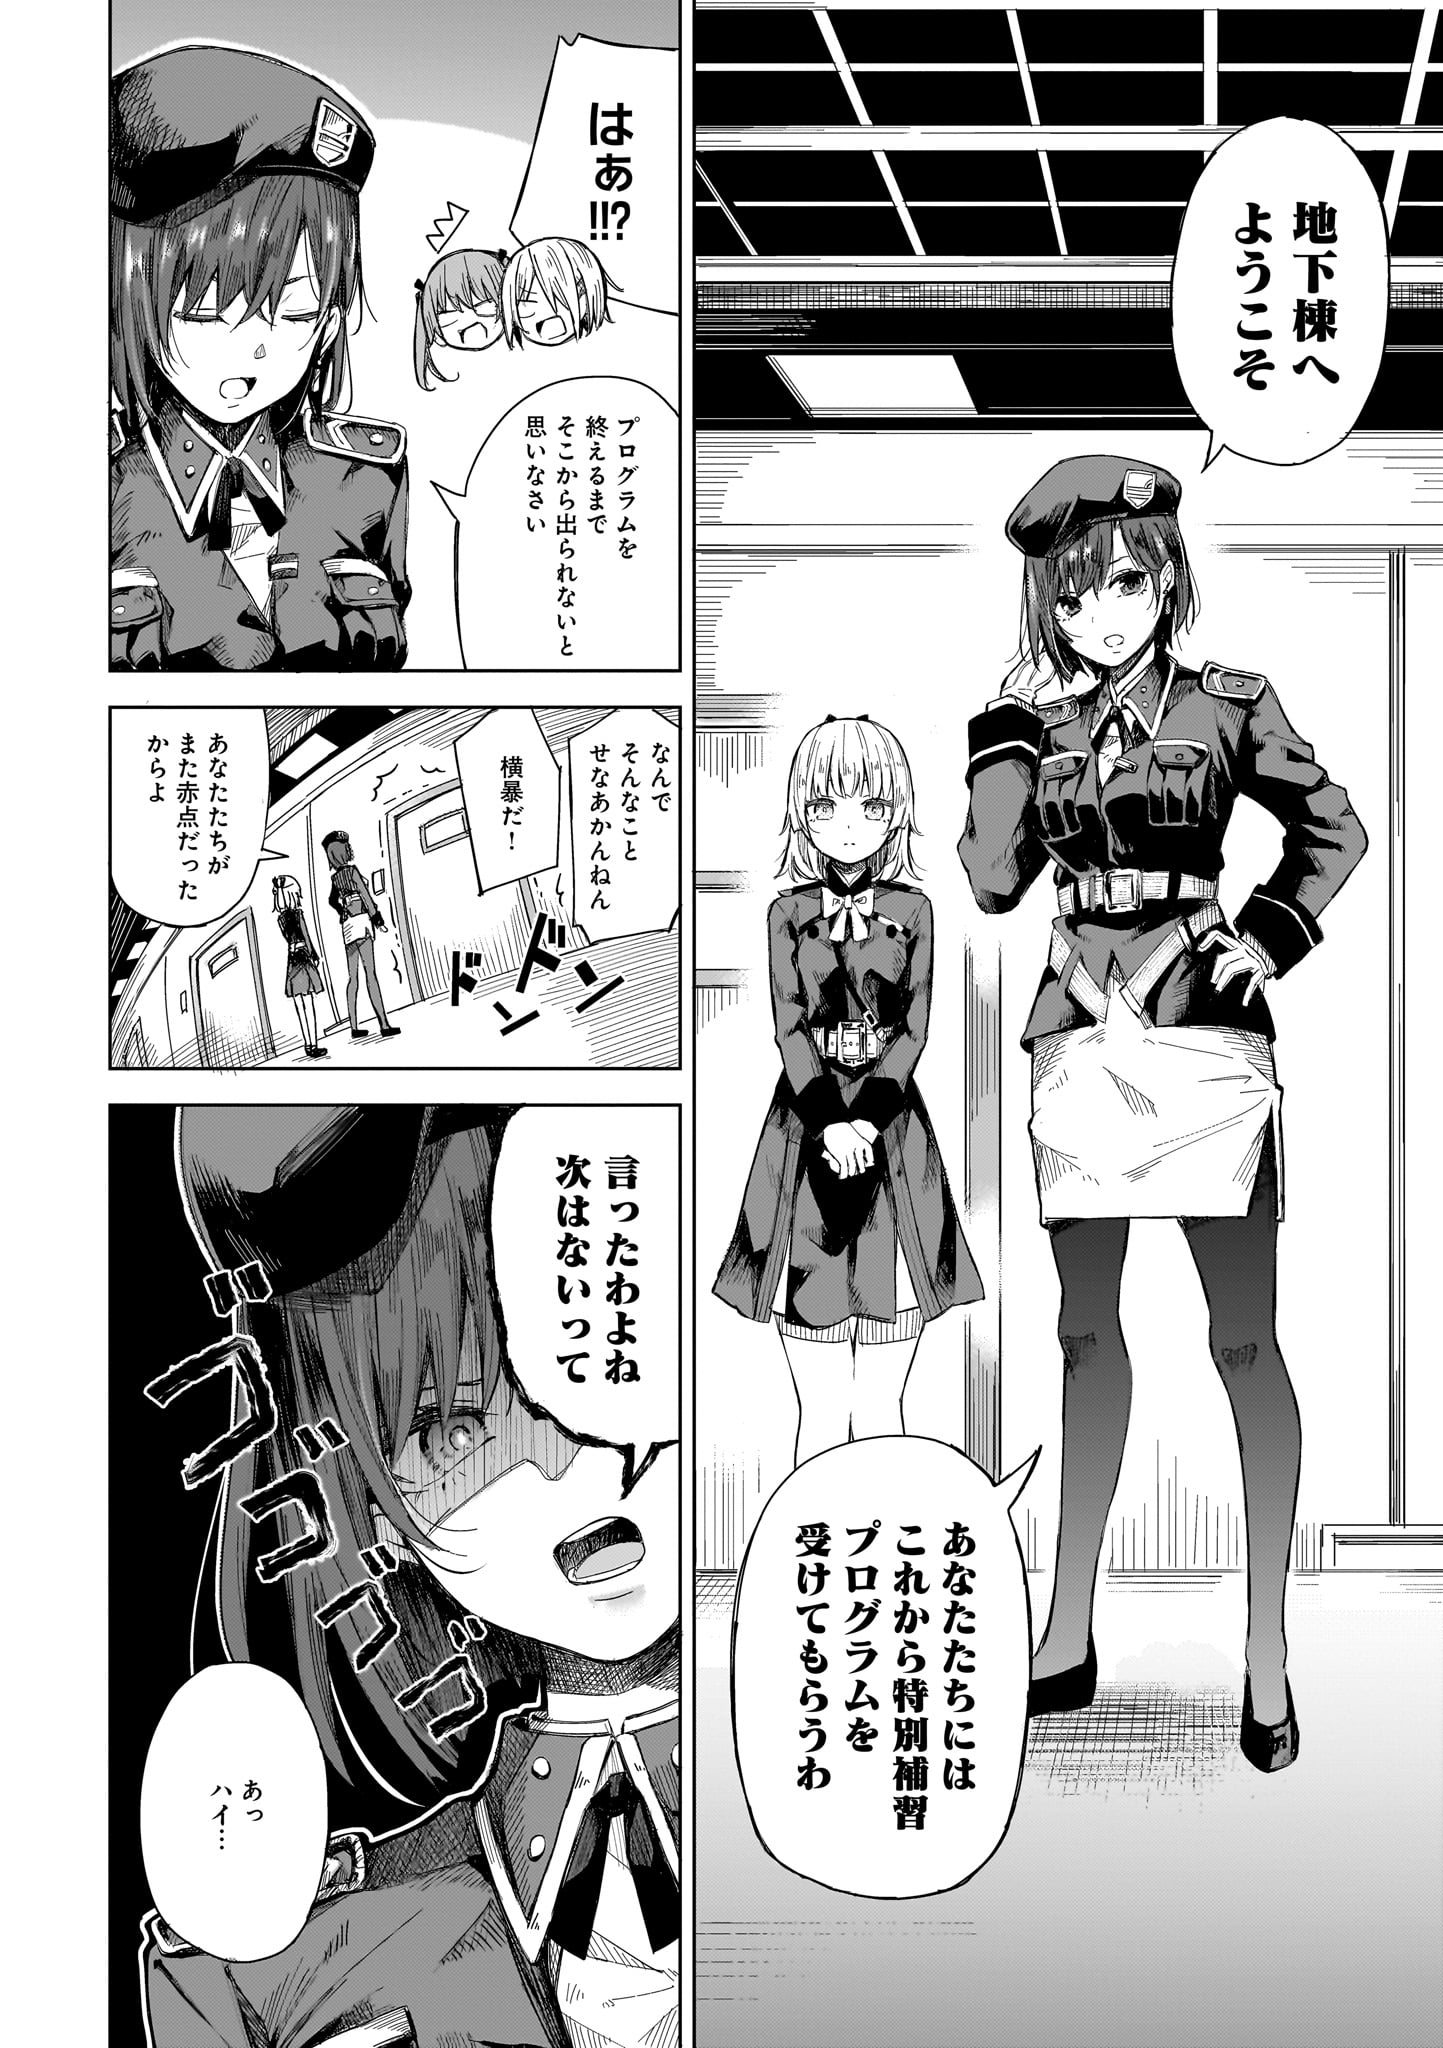 地下棟へ
ようこそ
あなたたちには
これから特別補習
プログラムを
受けてもらうわ
はぁ!!?
プログラムを
終えるまで
そこから出られないと
思いなさい
なんで
そんなこと
せなあかんねん
横暴だ!
ドン
ドン
あなたたちが
また赤点だった
からよ
言ったわよね
次はないって
ゴゴゴゴ
あっ
ハイ…